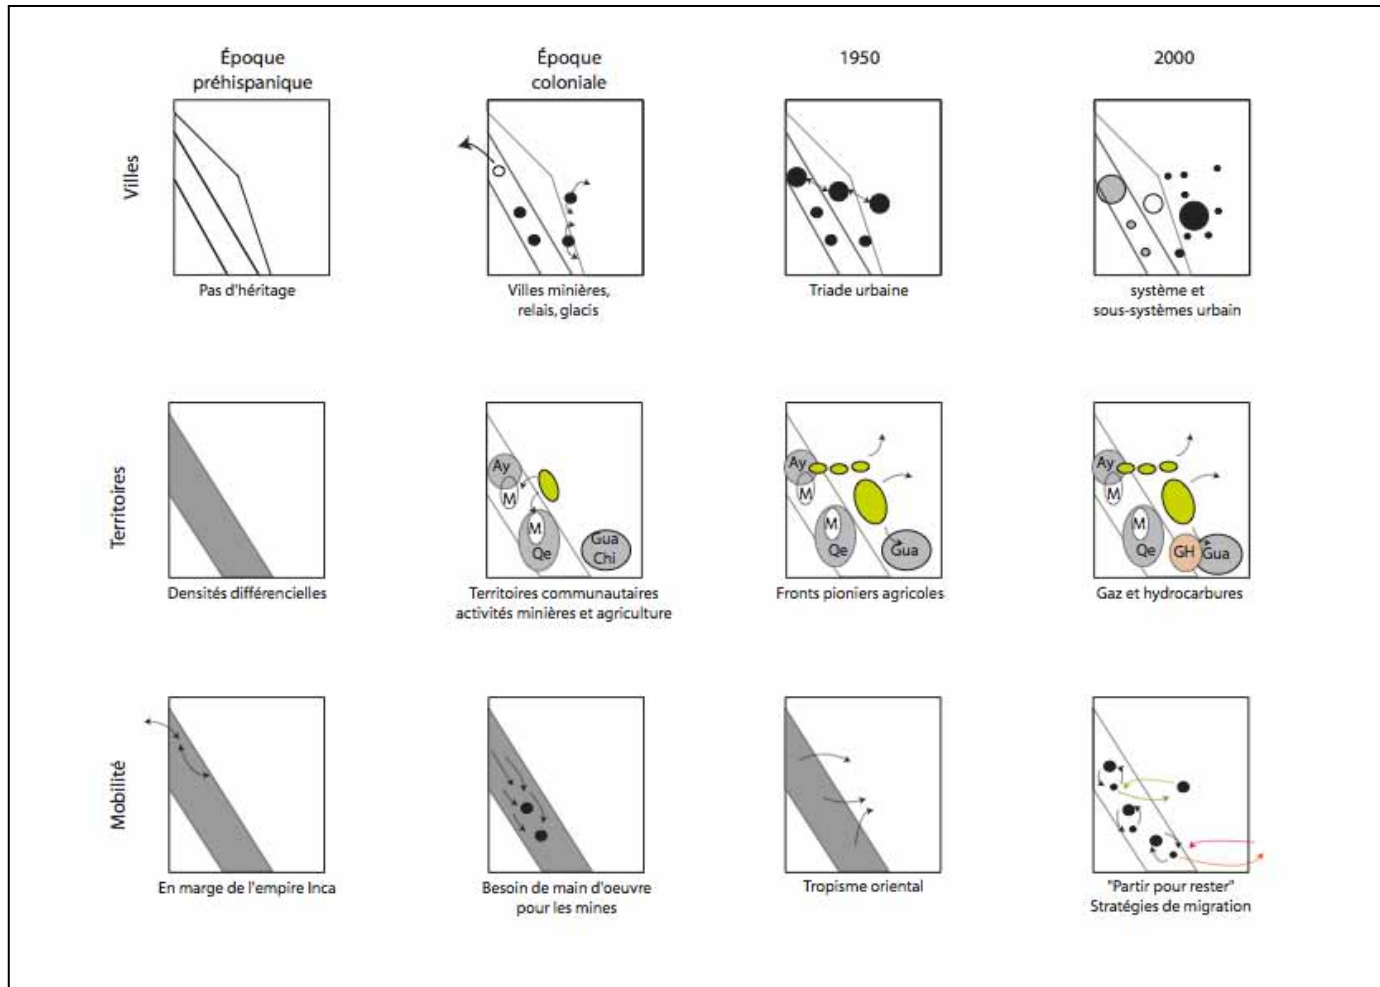 Époque
préhispanique
Époque
coloniale
1950
2000
Villes
Pas d'héritage
Villes minières,
relais, glacis
Triade urbaine
système et
sous-systèmes urbain
Territoires
Ay
M
M
Qe
Gua
Chi
Ay
M
M
Qe
Gua
Ay
M
M
Qe
GH
Gua
Densités différencielles
Territoires communautaires
activités minières et agriculture
Fronts pioniers agricoles
Gaz et hydrocarbures
Mobilité
En marge de l'empire Inca
Besoin de main d'oeuvre
pour les mines
Tropisme oriental
"Partir pour rester"
Stratégies de migration